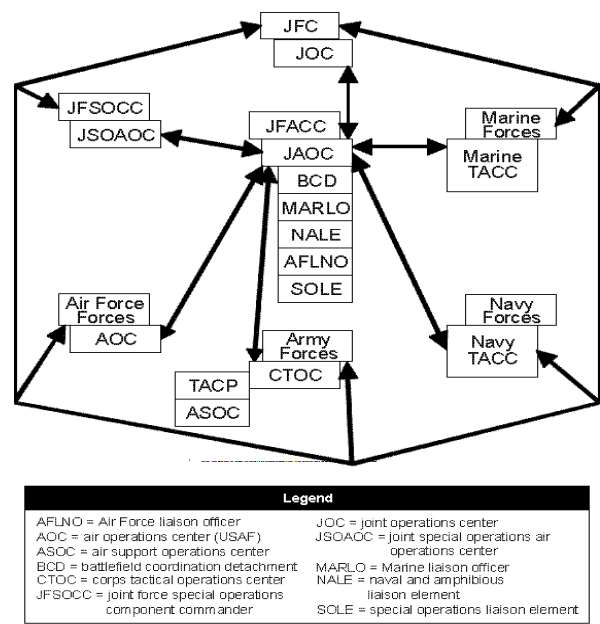 JFC
JOC
JFSOCC
JSOAOC
JFACC
JAOC
BCD
MARLO
NALE
AFLNO
SOLE
Marine
Forces
Marine
TACC
Air Force
Forces
AOC
Army
Forces
CTOC
TACP
ASOC
Navy
Forces
Navy
TACC
Legend
AFLNO = Air Force liaison officer
AOC = air operations center (USAF)
ASOC = air support operations center
BCD = battlefield coordination detachment
CTOC = corps tactical operations center
JFSOCC = joint force special operations
component commander
JOC = joint operations center
JSOAOC = joint special operations air
operations center
MARLO = Marine liaison officer
NALE = naval and amphibious
liaison element
SOLE = special operations liaison element